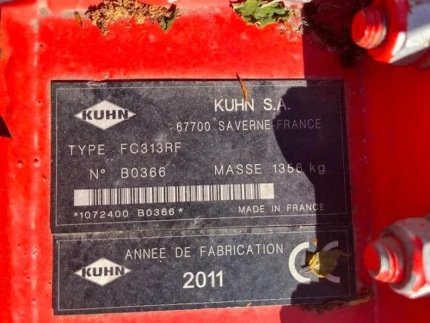 KUHN
KUHN S.A.
67700 SAVERNE-FRANCE
TYPE FC313RF
N° B0366 MASSE 1356 kg
*1072400 B0366*
MADE IN FRANCE
KUHN
ANNEE DE FABRICATION
2011
CE